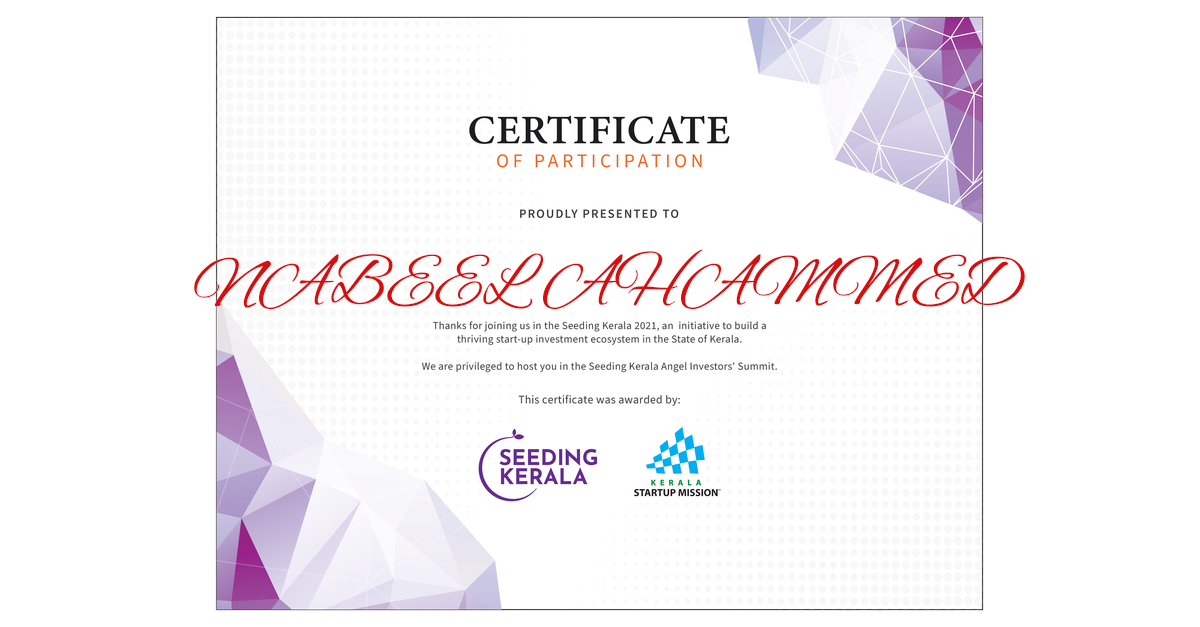 CERTIFICATE
OF PARTICIPATION
PROUDLY PRESENTED TO
NABEEL AHAMMED
Thanks for joining us in the Seeding Kerala 2021, an initiative to build a
thriving start-up investment ecosystem in the State of Kerala.
We are privileged to host you in the Seeding Kerala Angel Investors' Summit.
This certificate was awarded by:
SEEDING
KERALA
KERALA
STARTUP MISSION